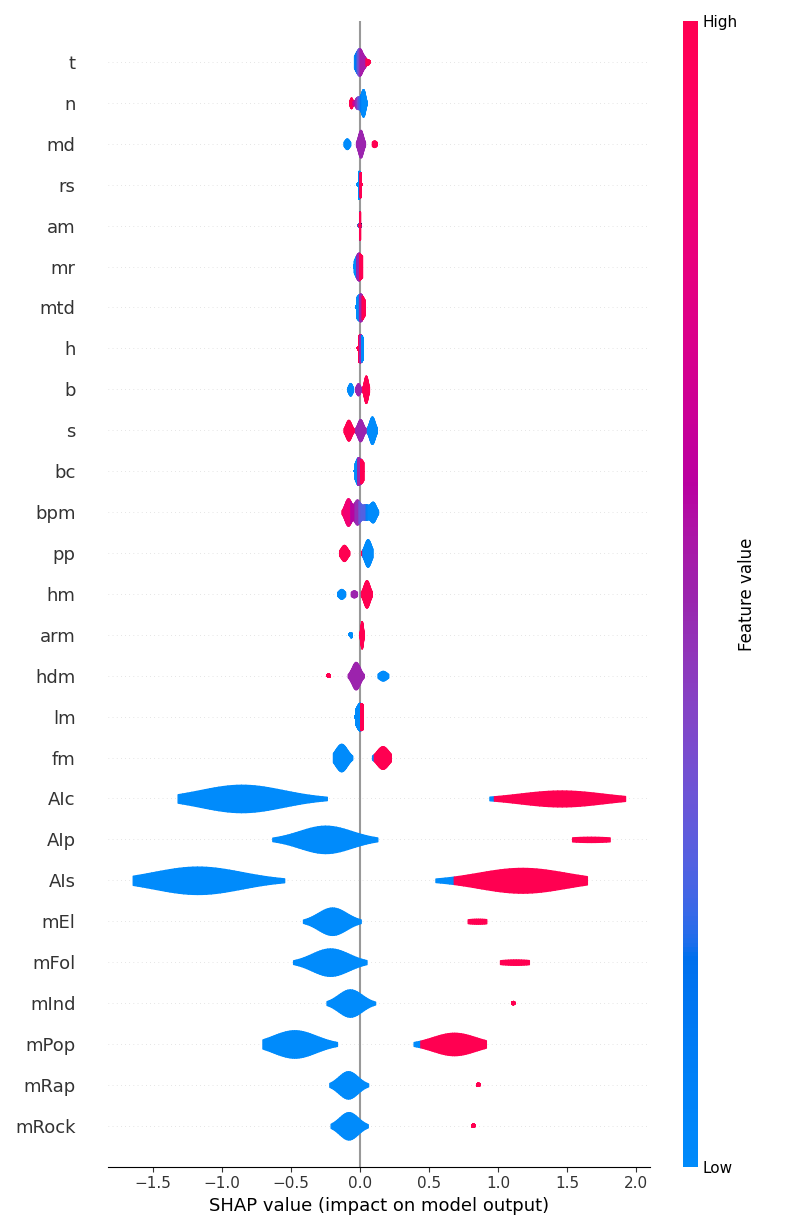 High
t
n
md
rs
am
mr
mtd
h
b
s
bc
bpm
pp
hm
arm
hdm
lm
fm
AIc
AIp
AIs
mEl
mFol
mInd
mPop
mRap
mRock
Feature value
Low
−1.5 −1.0 −0.5 0.0 0.5 1.0 1.5 2.0
SHAP value (impact on model output)